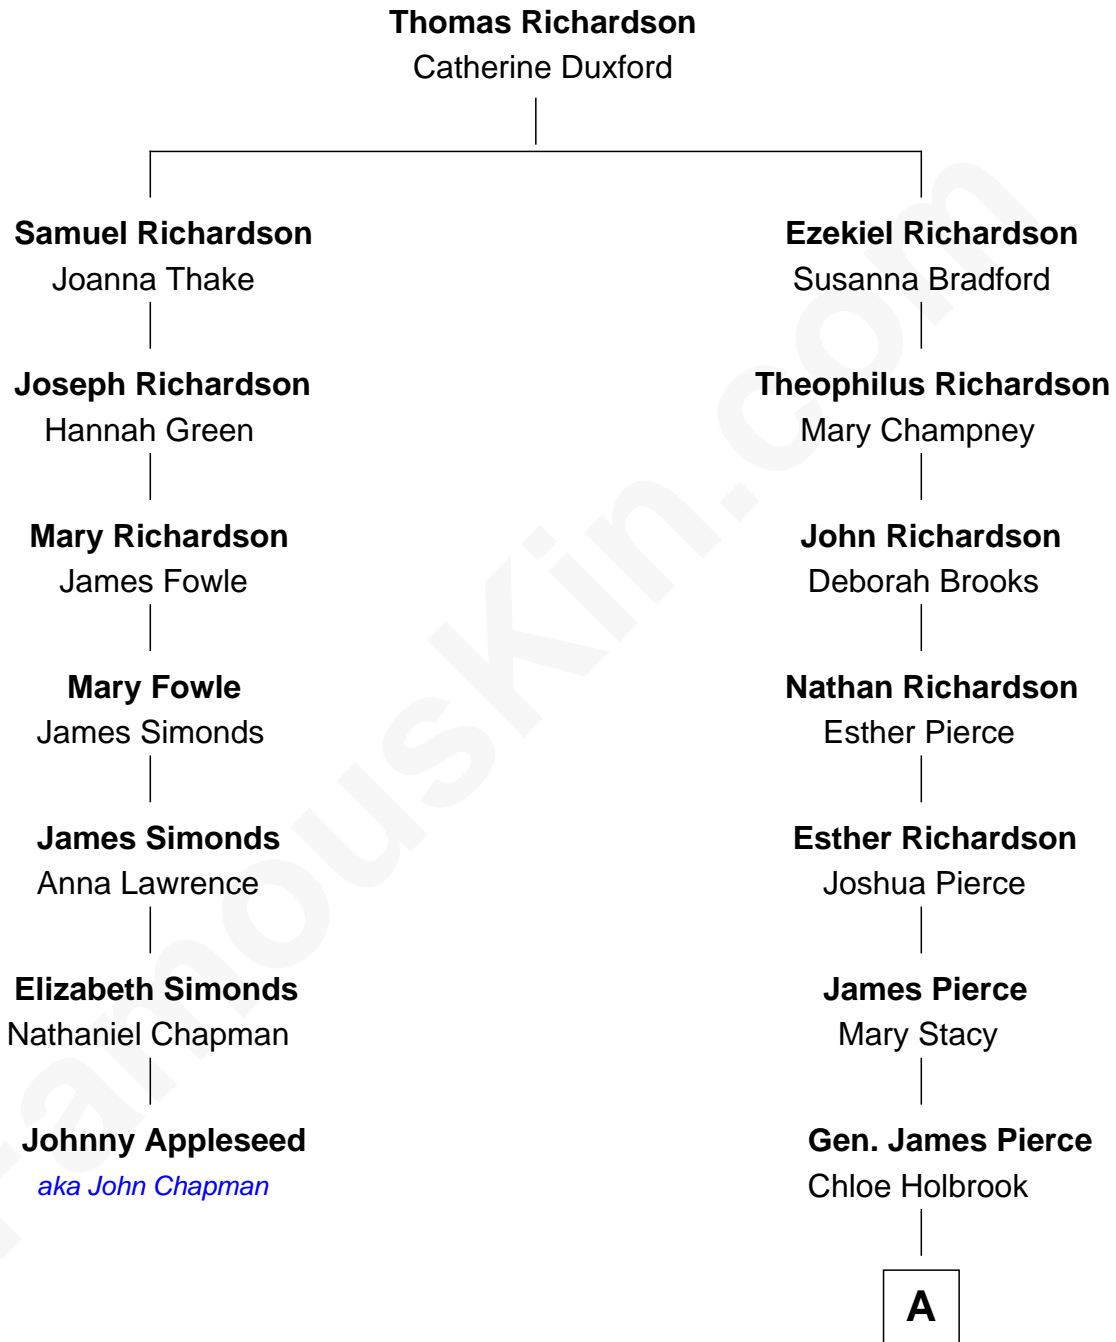 Thomas Richardson
Catherine Duxford
Samuel Richardson
Joanna Thake
Joseph Richardson
Hannah Green
Mary Richardson
James Fowle
Mary Fowle
James Simonds
James Simonds
Anna Lawrence
Elizabeth Simonds
Nathaniel Chapman
Johnny Appleseed
aka John Chapman
Ezekiel Richardson
Susanna Bradford
Theophilus Richardson
Mary Champney
John Richardson
Deborah Brooks
Nathan Richardson
Esther Pierce
Esther Richardson
Joshua Pierce
James Pierce
Mary Stacy
Gen. James Pierce
Chloe Holbrook
A
FamousKin.com